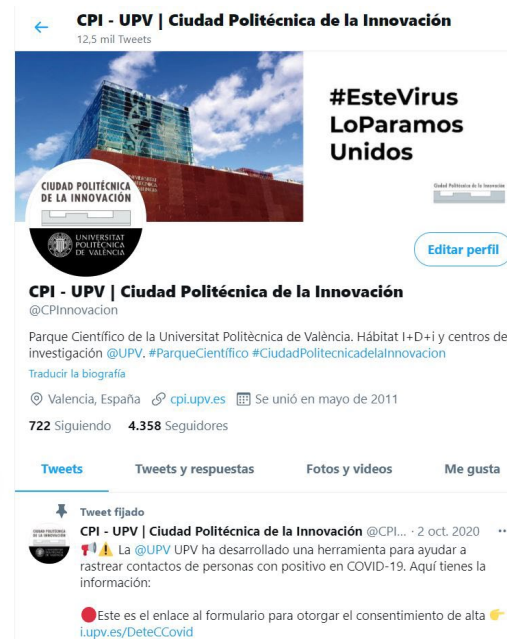 CPI - UPV | Ciudad Politécnica de la Innovación
12,5 mil Tweets
#EsteVirus
LoParamos
Unidos
Ciudad Politécnica de la Innovación
CIUDAD POLITÉCNICA
DE LA INNOVACIÓN
UNIVERSITAT
POLITÈCNICA
DE VALÈNCIA
Editar perfil
CPI - UPV | Ciudad Politécnica de la Innovación
@CPInnovacion
Parque Científico de la Universitat Politècnica de València. Hábitat I+D+i y centros de
investigación @UPV. #ParqueCientífico #CiudadPolitecnicadelaInnovacion
Traducir la biografía
Valencia, España cpi.upv.es Se unió en mayo de 2011
722 Siguiendo 4.358 Seguidores
Tweets Tweets y respuestas Fotos y videos Me gusta
Tweet fijado
CPI - UPV | Ciudad Politécnica de la Innovación @CPI... · 2 oct. 2020
La @UPV UPV ha desarrollado una herramienta para ayudar a
rastrear contactos de personas con positivo en COVID-19. Aquí tienes la
información:
Este es el enlace al formulario para otorgar el consentimiento de alta
i.upv.es/DeteCCovid